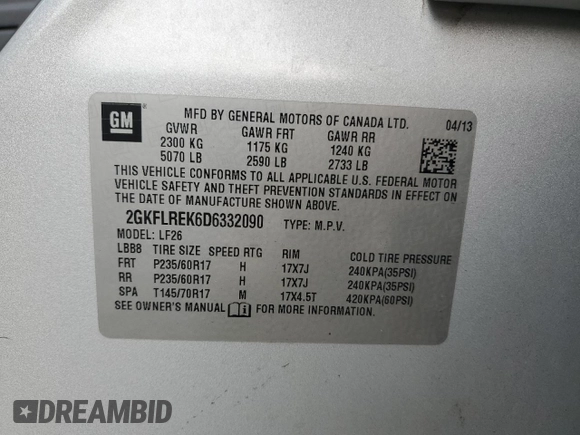 GM
MFD BY GENERAL MOTORS OF CANADA LTD. 04/13
GVWR GAWR FRT GAWR RR
2300 KG 1175 KG 1240 KG
5070 LB 2590 LB 2733 LB
THIS VEHICLE CONFORMS TO ALL APPLICABLE U.S. FEDERAL MOTOR
VEHICLE SAFETY AND THEFT PREVENTION STANDARDS IN EFFECT ON
THE DATE OF MANUFACTURE SHOWN ABOVE.
2GKFLREK6D6332090 TYPE: M.P.V.
MODEL: LF26
LBB8 TIRE SIZE SPEED RTG RIM COLD TIRE PRESSURE
FRT P235/60R17 H 17X7J 240KPA(35PSI)
RR P235/60R17 H 17X7J 240KPA(35PSI)
SPA T145/70R17 M 17X4.5T 420KPA(60PSI)
SEE OWNER'S MANUAL FOR MORE INFORMATION.
DREAMBID